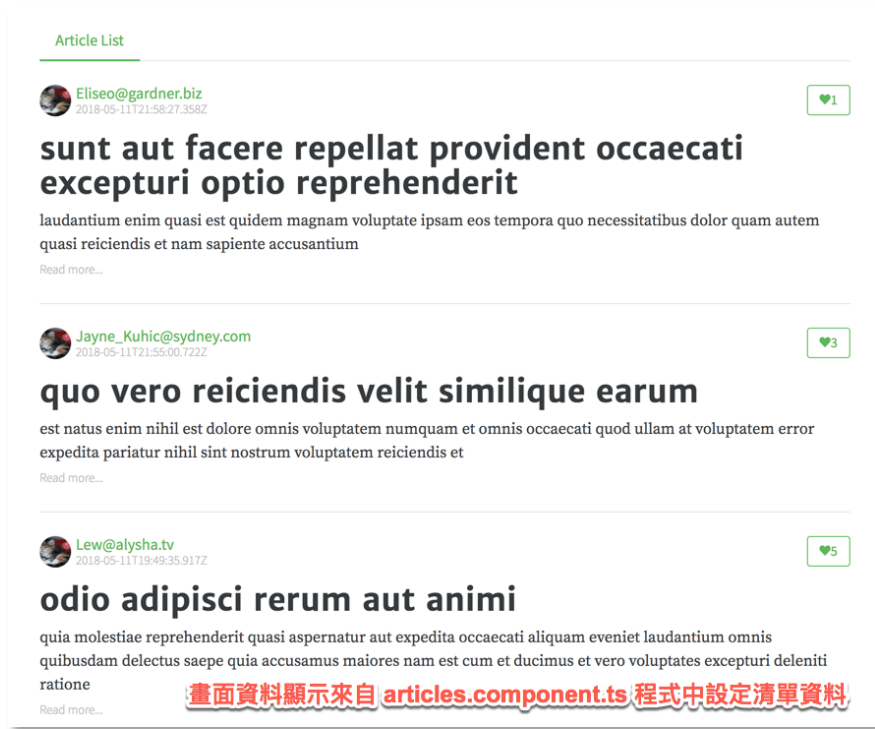 Article List
Eliseo@gardner.biz
2018-05-11T21:58:27.358Z
1
sunt aut facere repellat provident occaecati
excepturi optio reprehenderit
laudantium enim quasi est quidem magnam voluptate ipsam eos tempora quo necessitatibus dolor quam autem
quasi reiciendis et nam sapiente accusantium
Read more...
Jayne_Kuhic@sydney.com
2018-05-11T21:55:00.722Z
3
quo vero reiciendis velit similique earum
est natus enim nihil est dolore omnis voluptatem numquam et omnis occaecati quod ullam at voluptatem error
expedita pariatur nihil sint nostrum voluptatem reiciendis et
Read more...
Lew@alysha.tv
2018-05-11T19:49:35.917Z
5
odio adipisci rerum aut animi
quia molestiae reprehenderit quasi aspernatur aut expedita occaecati aliquam eveniet laudantium omnis
quibusdam delectus saepe quia accusamus maiores nam est cum et ducimus et vero voluptates excepturi deleniti
ratione
畫面資料顯示來自 articles.component.ts 程式中設定清單資料
Read more...